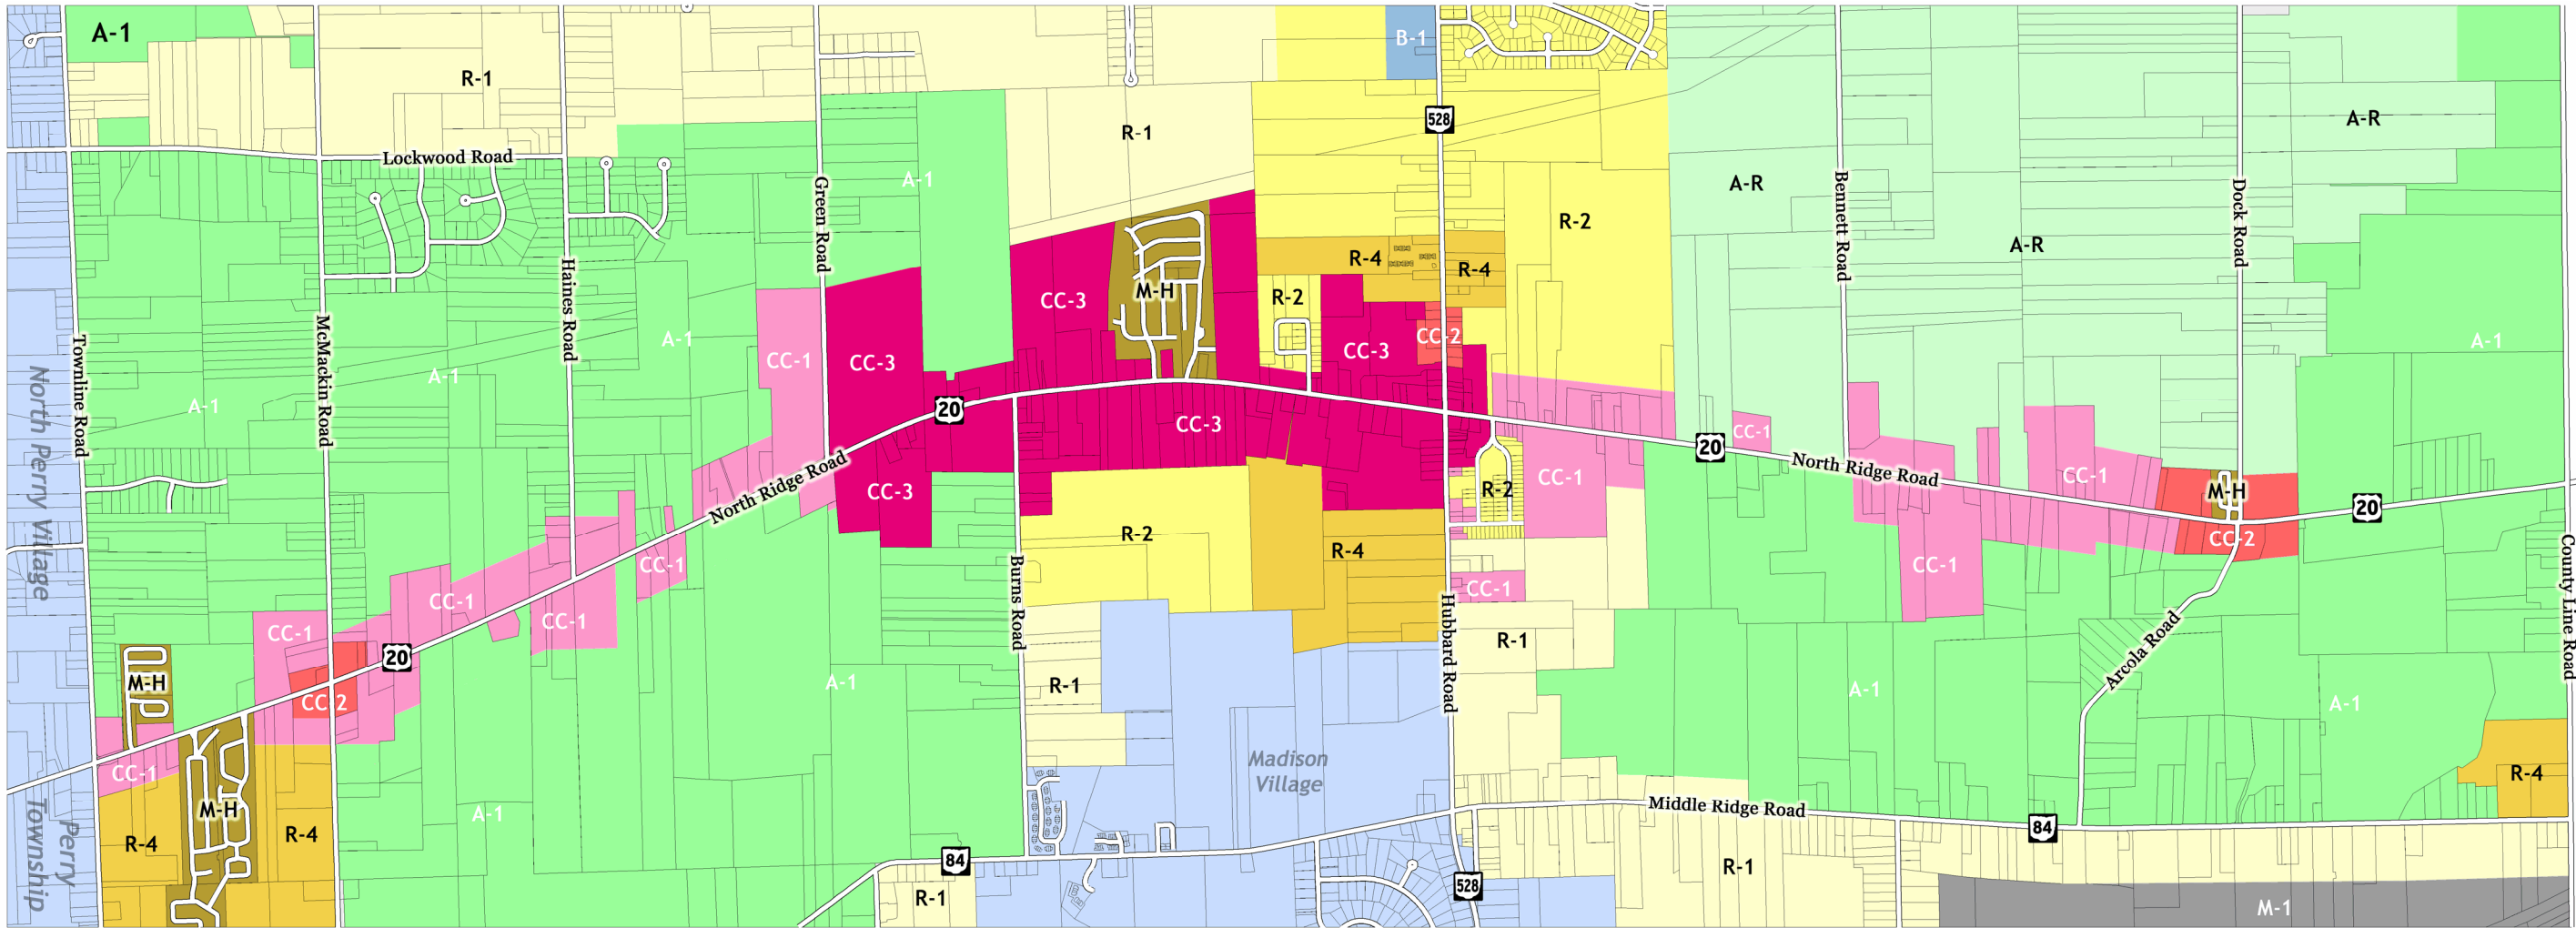 A-1
R-1
B-1
528
R-1
A-R
Lockwood Road
A-1
A-R
R-2
A-R
Green Road
Bennett Road
Dock Road
Haines Road
R-4
R-4
M-H
R-2
CC-3
McMackin Road
Townline Road
A-1
CC-2
A-1
CC-1
CC-3
CC-3
A-1
A-1
20
CC-3
CC-1
20
North Ridge Road
North Ridge Road
CC-1
CC-1
CC-3
R-2
M-H
20
North Perry Village
R-2
CC-2
R-4
CC-1
CC-1
Burns Road
County Line Road
CC-1
CC-1
CC-1
CC-1
Hubbard Road
R-1
Arcola Road
20
M-H
R-1
A-1
A-1
A-1
CC-2
Madison
Village
CC-1
R-4
Middle Ridge Road
M-H
A-1
84
R-4
R-4
Perry
Township
84
R-1
R-1
528
M-1